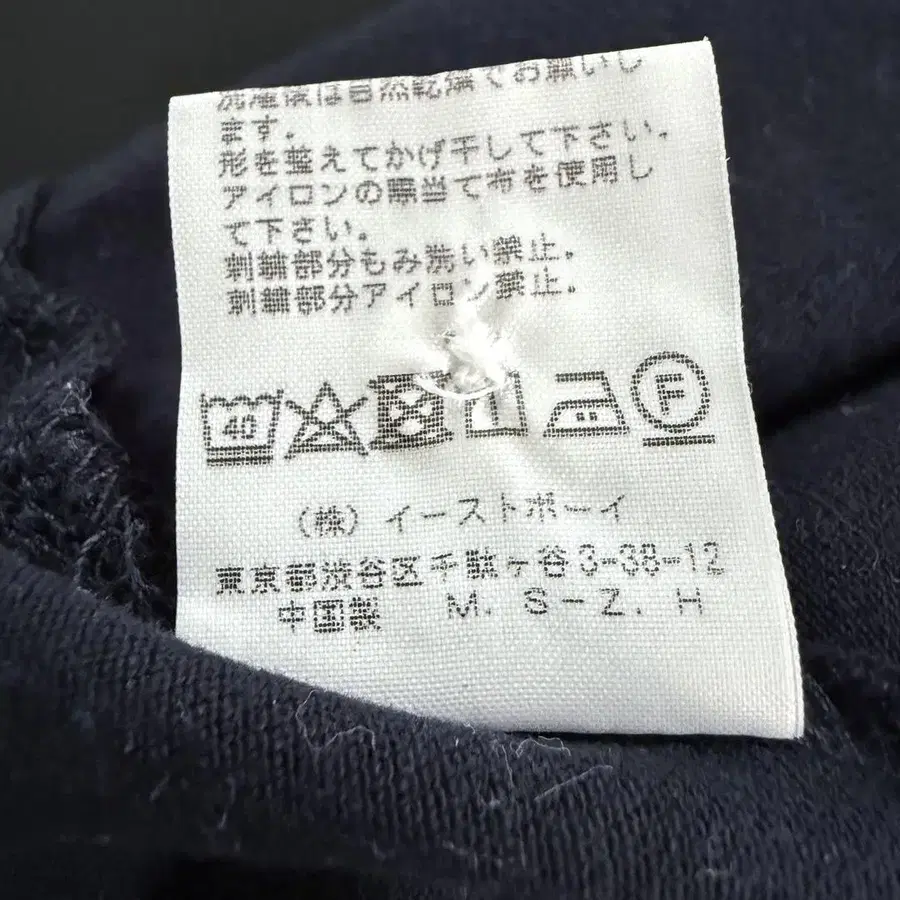 洗濯後は自然乾燥でお願いし
ます。
形を整えてかげ干して下さい。
アイロンの際当て布を使用し
て下さい。
刺繍部分もみ洗い禁止。
刺繍部分アイロン禁止。
40 F
(株) イーストボーイ
東京都渋谷区千駄ヶ谷3-38-12
中国製 M. S-Z. H